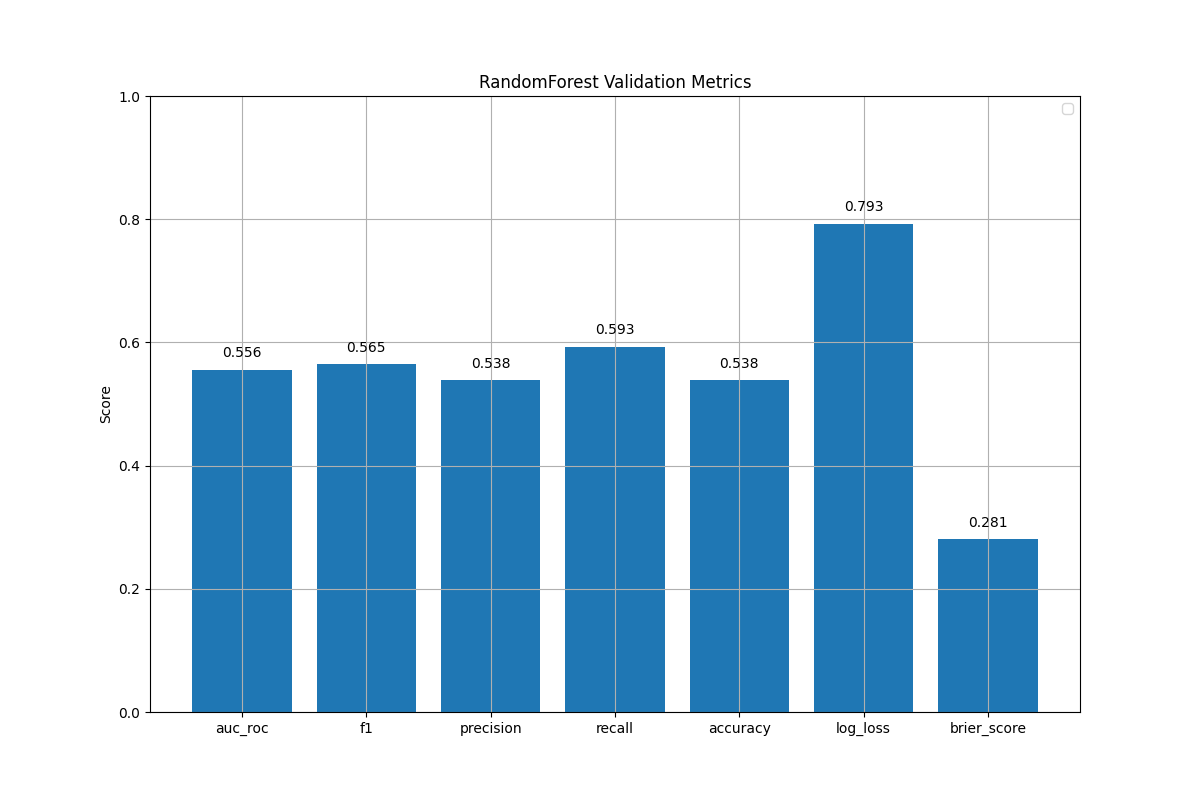 RandomForest Validation Metrics
1.0
0.8
0.6
0.4
0.2
0.0
Score
0.556
0.565
0.538
0.593
0.538
0.793
0.281
auc_roc
f1
precision
recall
accuracy
log_loss
brier_score